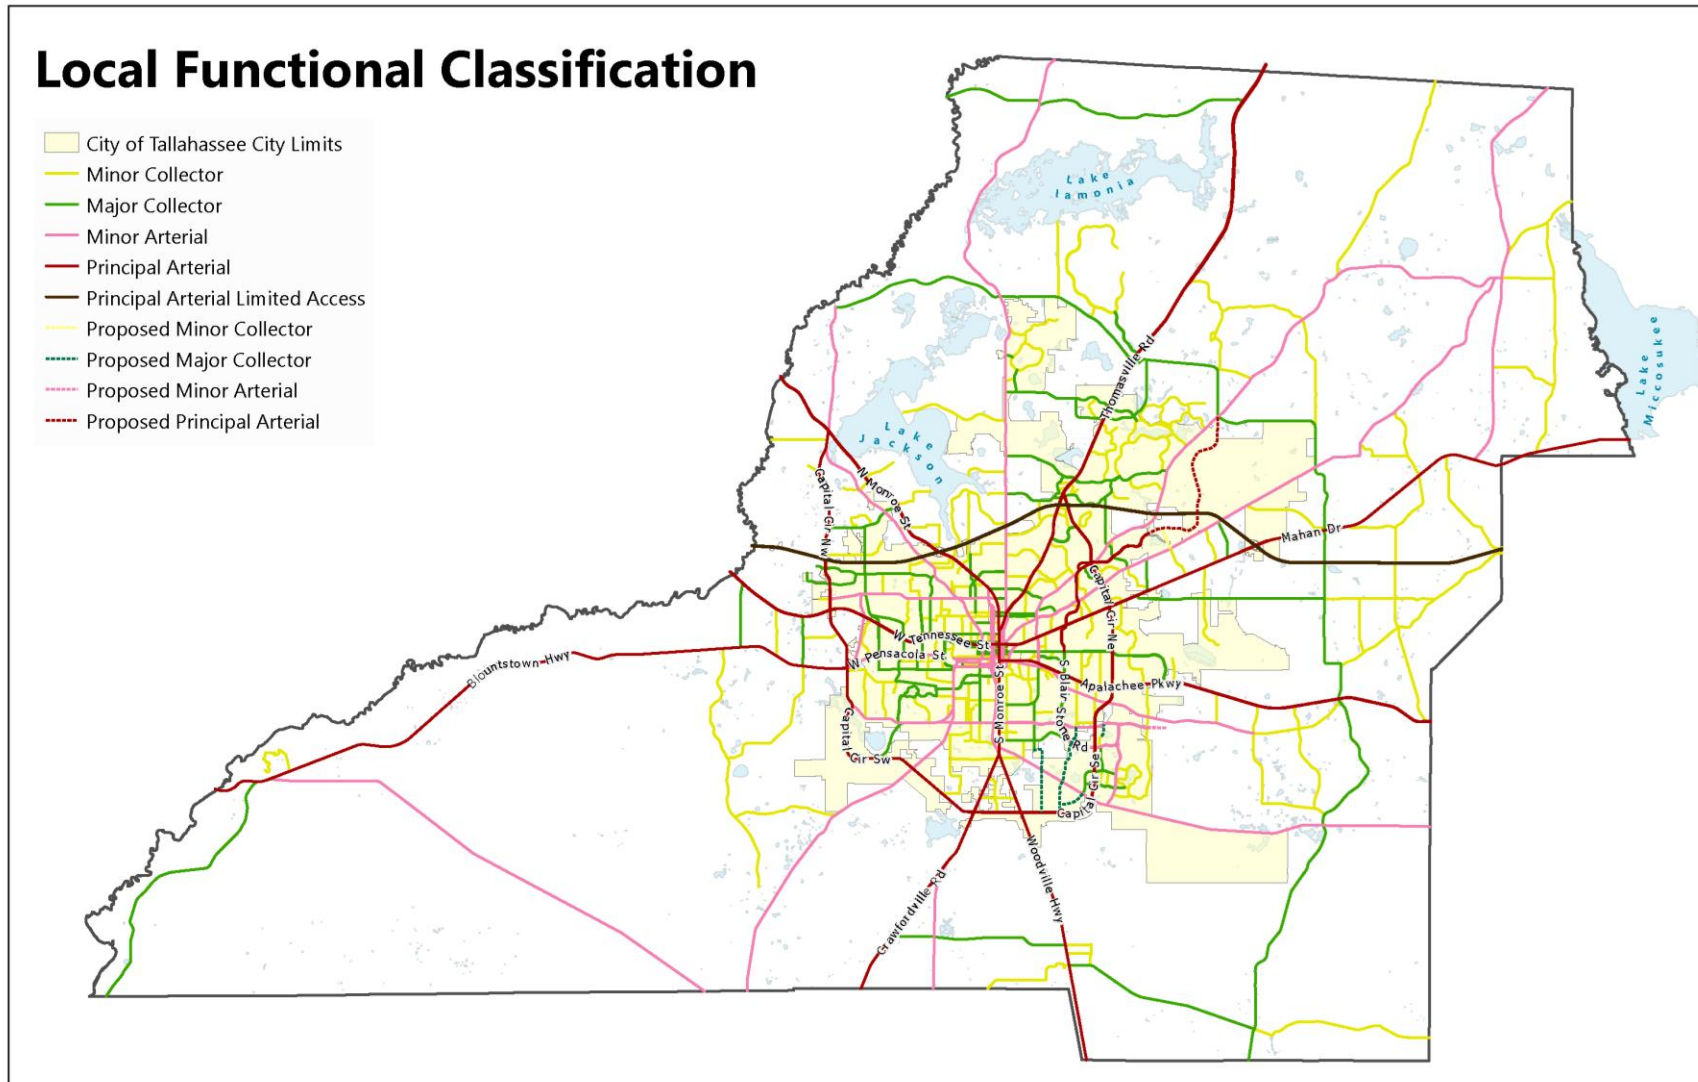 Local Functional Classification
City of Tallahassee City Limits
Minor Collector
Major Collector
Minor Arterial
Principal Arterial
Principal Arterial Limited Access
Proposed Minor Collector
Proposed Major Collector
Proposed Minor Arterial
Proposed Principal Arterial
Lake
Iamonia
Lake
Miccosukee
Thomasville Rd
Lake
Jackson
N Monroe St
Capital Cir Nw
Mahan Dr
Capital Cir Ne
W Tennessee St
W Pensacola St
Blountstown Hwy
S Monroe St
S Blair Stone Rd
Apalachee Pkwy
Capital Cir Sw
Capital Cir Se
Woodville Hwy
Crawfordville Rd